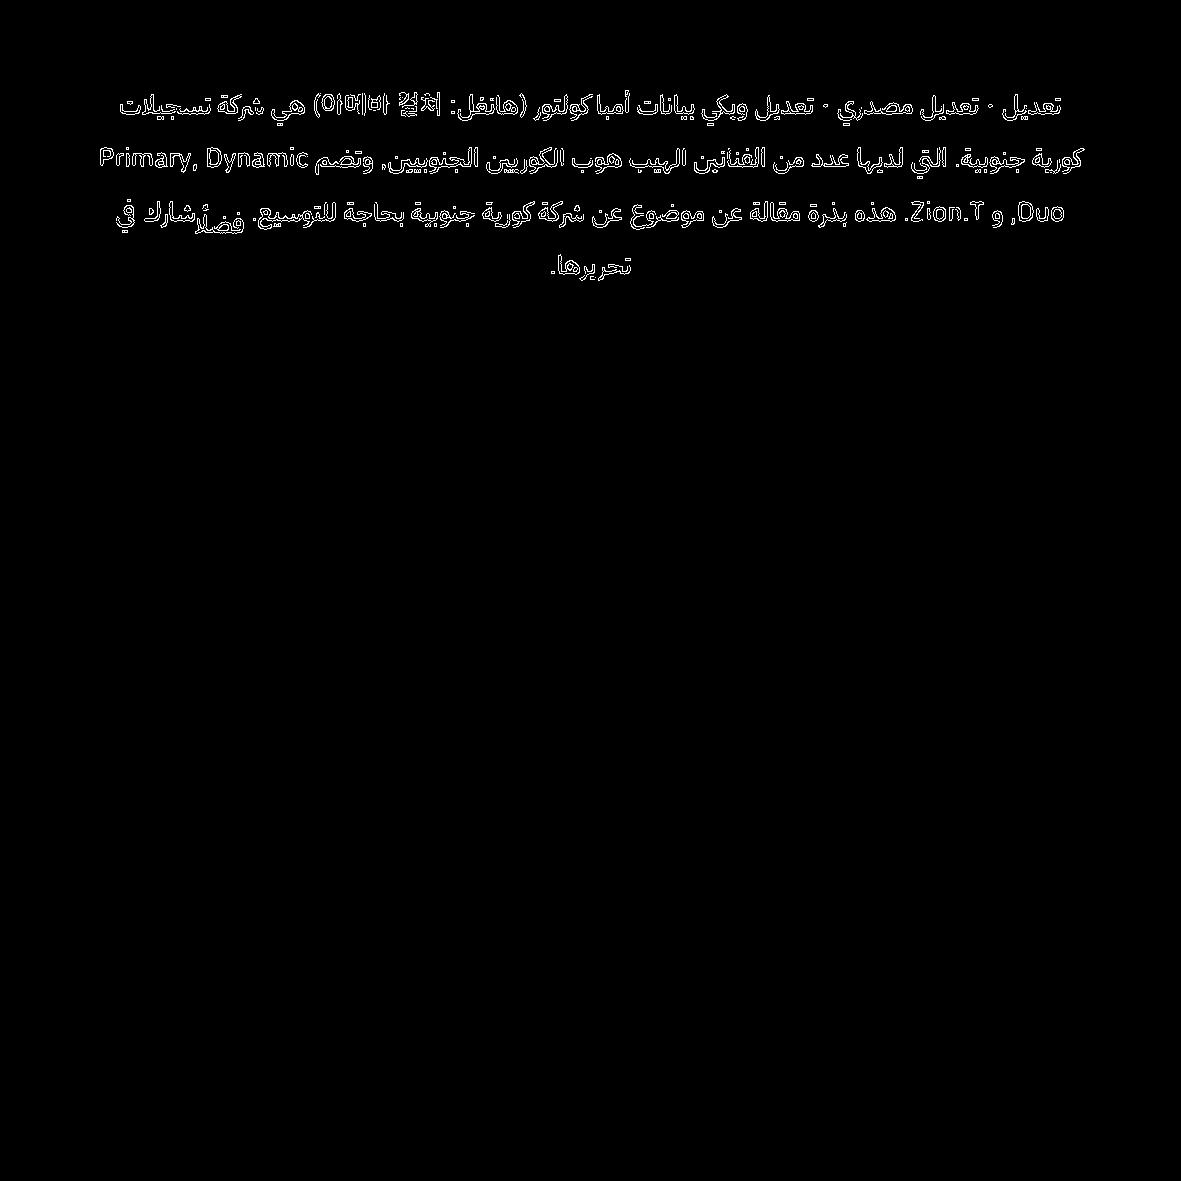 تعديل - تعديل مصدري - تعديل ويكي بيانات أمبا كولتور (هانغل: 아메바 컬쳐) هي شركة تسجيلات
كورية جنوبية. التي لديها عدد من الفنانين الهيب هوب الكوريين الجنوبيين, وتضم Primary, Dynamic
Duo, و Zion.T. هذه بذرة مقالة عن موضوع عن شركة كورية جنوبية بحاجة للتوسيع. فضلاً شارك في
تحريرها.